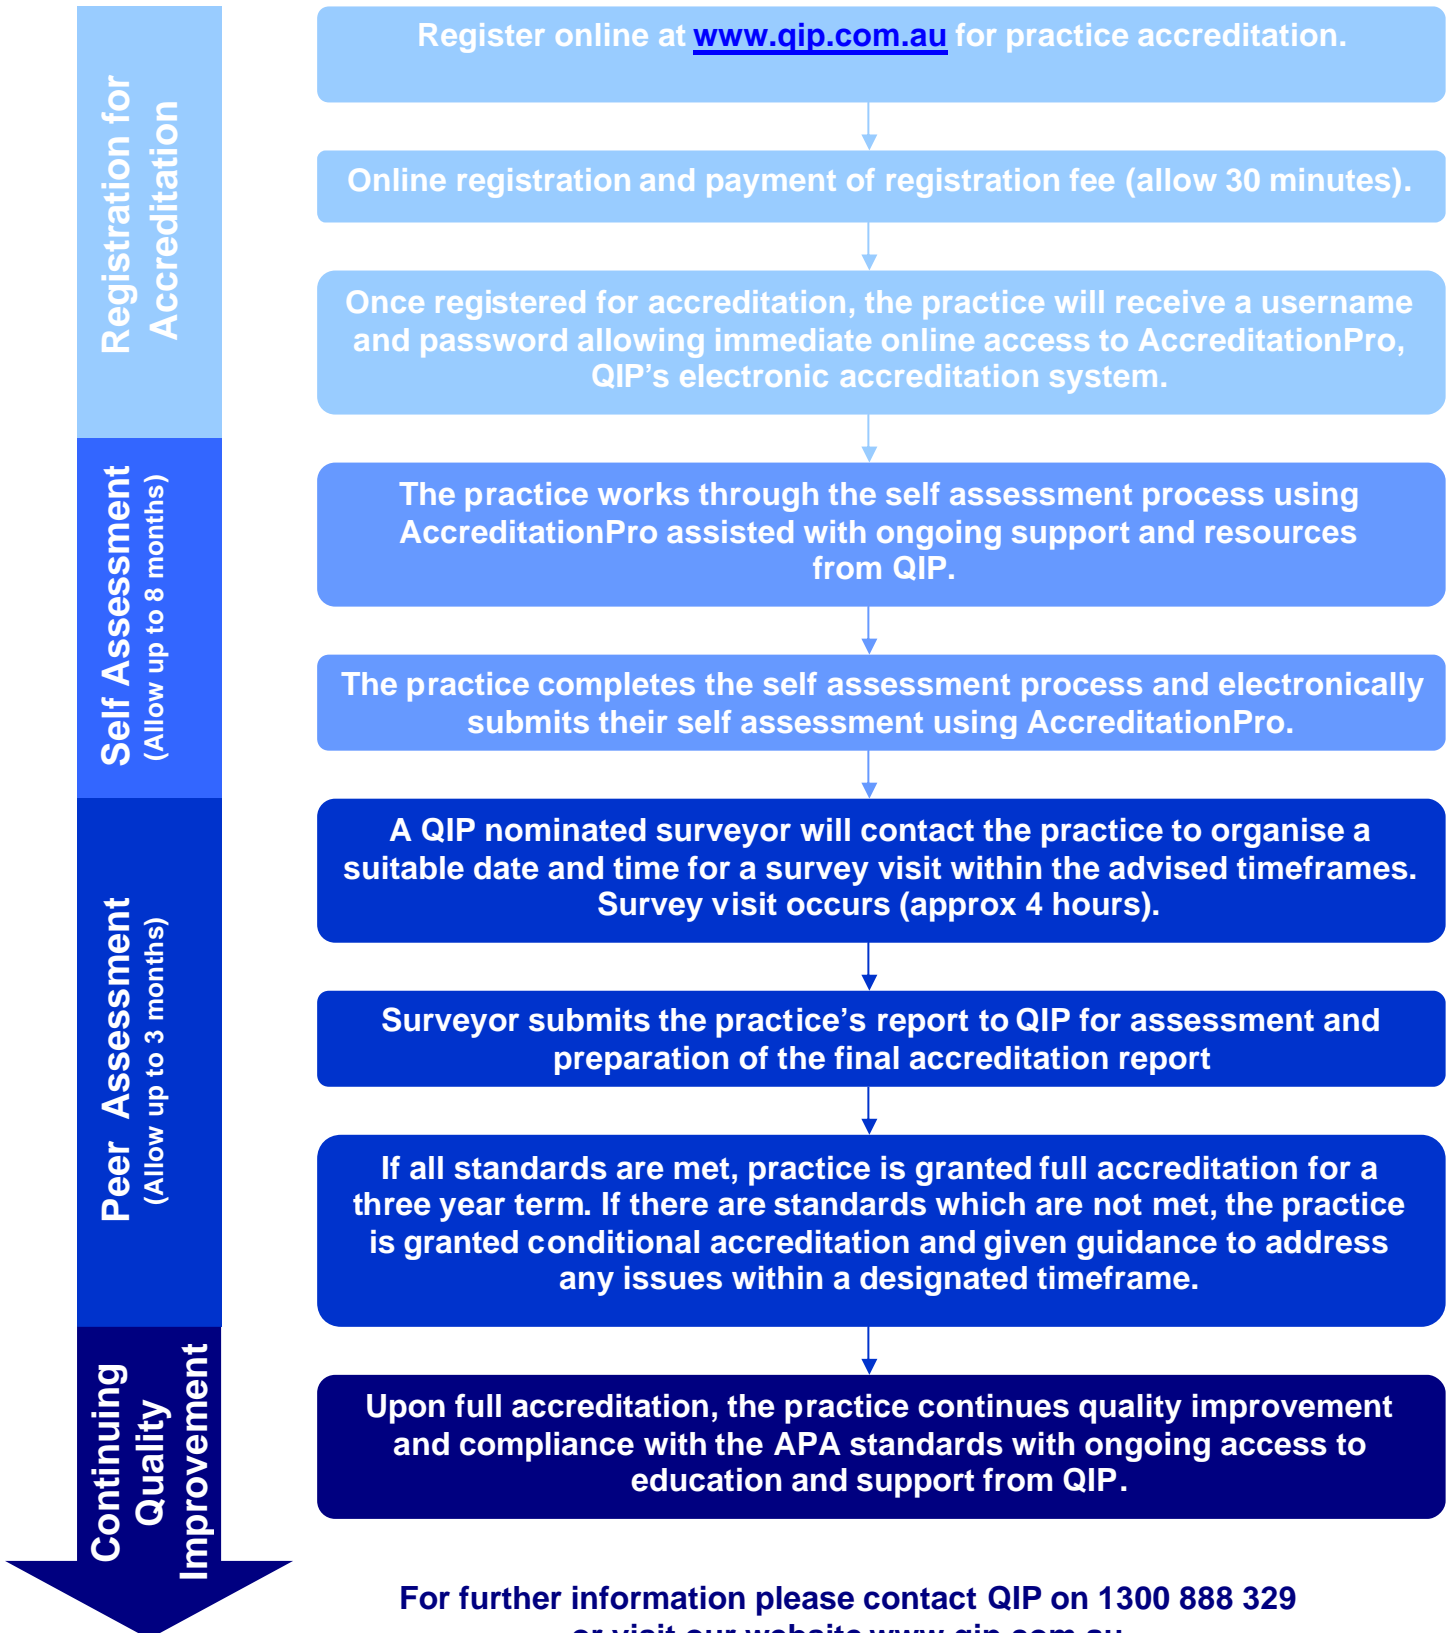 Registration for
Accreditation
Register online at www.qip.com.au for practice accreditation.
Online registration and payment of registration fee (allow 30 minutes).
Once registered for accreditation, the practice will receive a username
and password allowing immediate online access to AccreditationPro,
QIP's electronic accreditation system.
Self Assessment
(Allow up to 8 months)
The practice works through the self assessment process using
AccreditationPro assisted with ongoing support and resources
from QIP.
The practice completes the self assessment process and electronically
submits their self assessment using AccreditationPro.
Peer Assessment
(Allow up to 3 months)
A QIP nominated surveyor will contact the practice to organise a
suitable date and time for a survey visit within the advised timeframes.
Survey visit occurs (approx 4 hours).
Surveyor submits the practice's report to QIP for assessment and
preparation of the final accreditation report
If all standards are met, practice is granted full accreditation for a
three year term. If there are standards which are not met, the practice
is granted conditional accreditation and given guidance to address
any issues within a designated timeframe.
Continuing
Quality
Improvement
Upon full accreditation, the practice continues quality improvement
and compliance with the APA standards with ongoing access to
education and support from QIP.
For further information please contact QIP on 1300 888 329
or visit our website www.qip.com.au